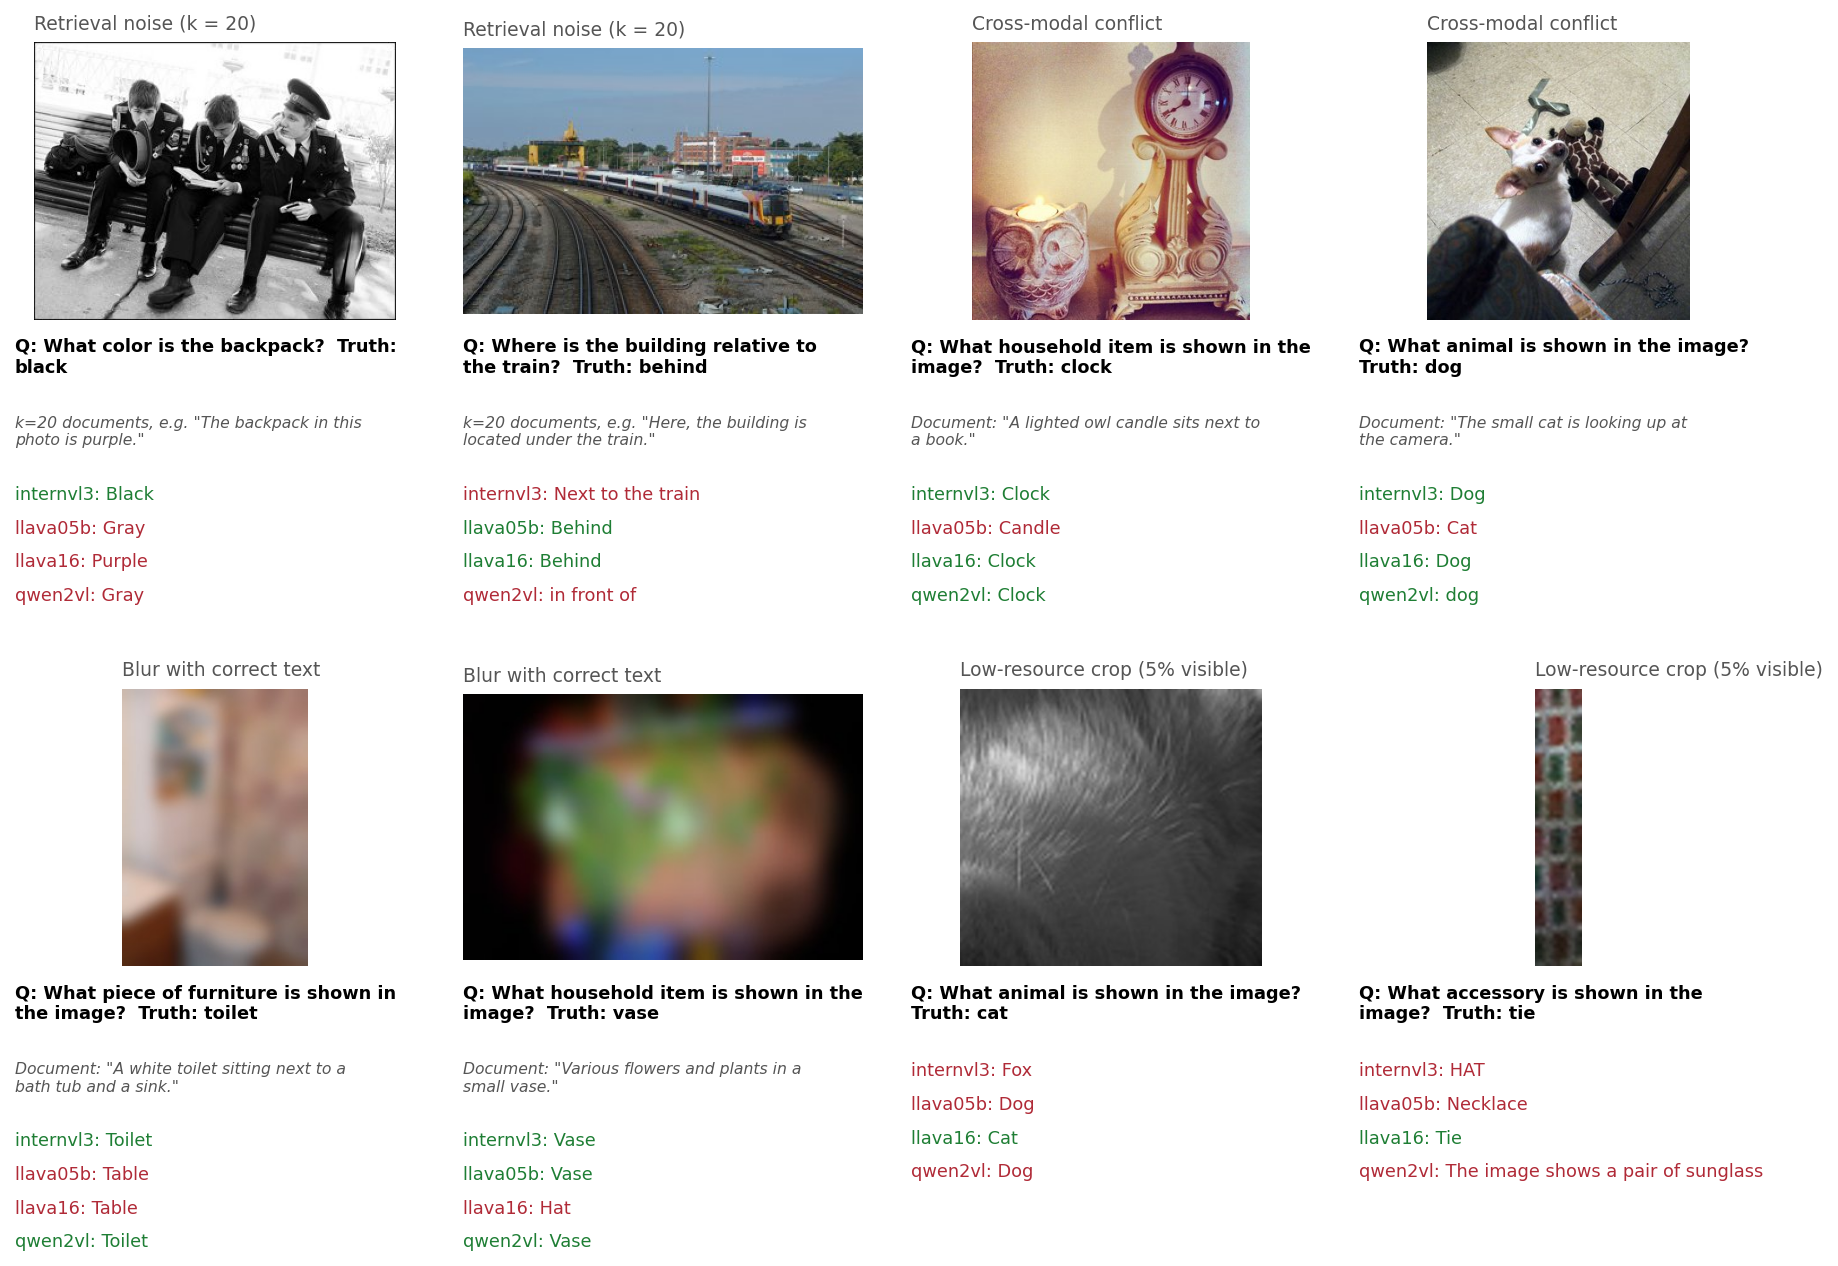 Retrieval noise (k = 20)
Q: What color is the backpack?  Truth:
black
k=20 documents, e.g. "The backpack in this
photo is purple."
internvl3: Black
llava05b: Gray
llava16: Purple
qwen2vl: Gray
Retrieval noise (k = 20)
Q: Where is the building relative to
the train?  Truth: behind
k=20 documents, e.g. "Here, the building is
located under the train."
internvl3: Next to the train
llava05b: Behind
llava16: Behind
qwen2vl: in front of
Cross-modal conflict
Q: What household item is shown in the
image?  Truth: clock
Document: "A lighted owl candle sits next to
a book."
internvl3: Clock
llava05b: Candle
llava16: Clock
qwen2vl: Clock
Cross-modal conflict
Q: What animal is shown in the image?
Truth: dog
Document: "The small cat is looking up at
the camera."
internvl3: Dog
llava05b: Cat
llava16: Dog
qwen2vl: dog
Blur with correct text
Q: What piece of furniture is shown in
the image?  Truth: toilet
Document: "A white toilet sitting next to a
bath tub and a sink."
internvl3: Toilet
llava05b: Table
llava16: Table
qwen2vl: Toilet
Blur with correct text
Q: What household item is shown in the
image?  Truth: vase
Document: "Various flowers and plants in a
small vase."
internvl3: Vase
llava05b: Vase
llava16: Hat
qwen2vl: Vase
Low-resource crop (5% visible)
Q: What animal is shown in the image?
Truth: cat
internvl3: Fox
llava05b: Dog
llava16: Cat
qwen2vl: Dog
Low-resource crop (5% visible)
Q: What accessory is shown in the
image?  Truth: tie
internvl3: HAT
llava05b: Necklace
llava16: Tie
qwen2vl: The image shows a pair of sunglass